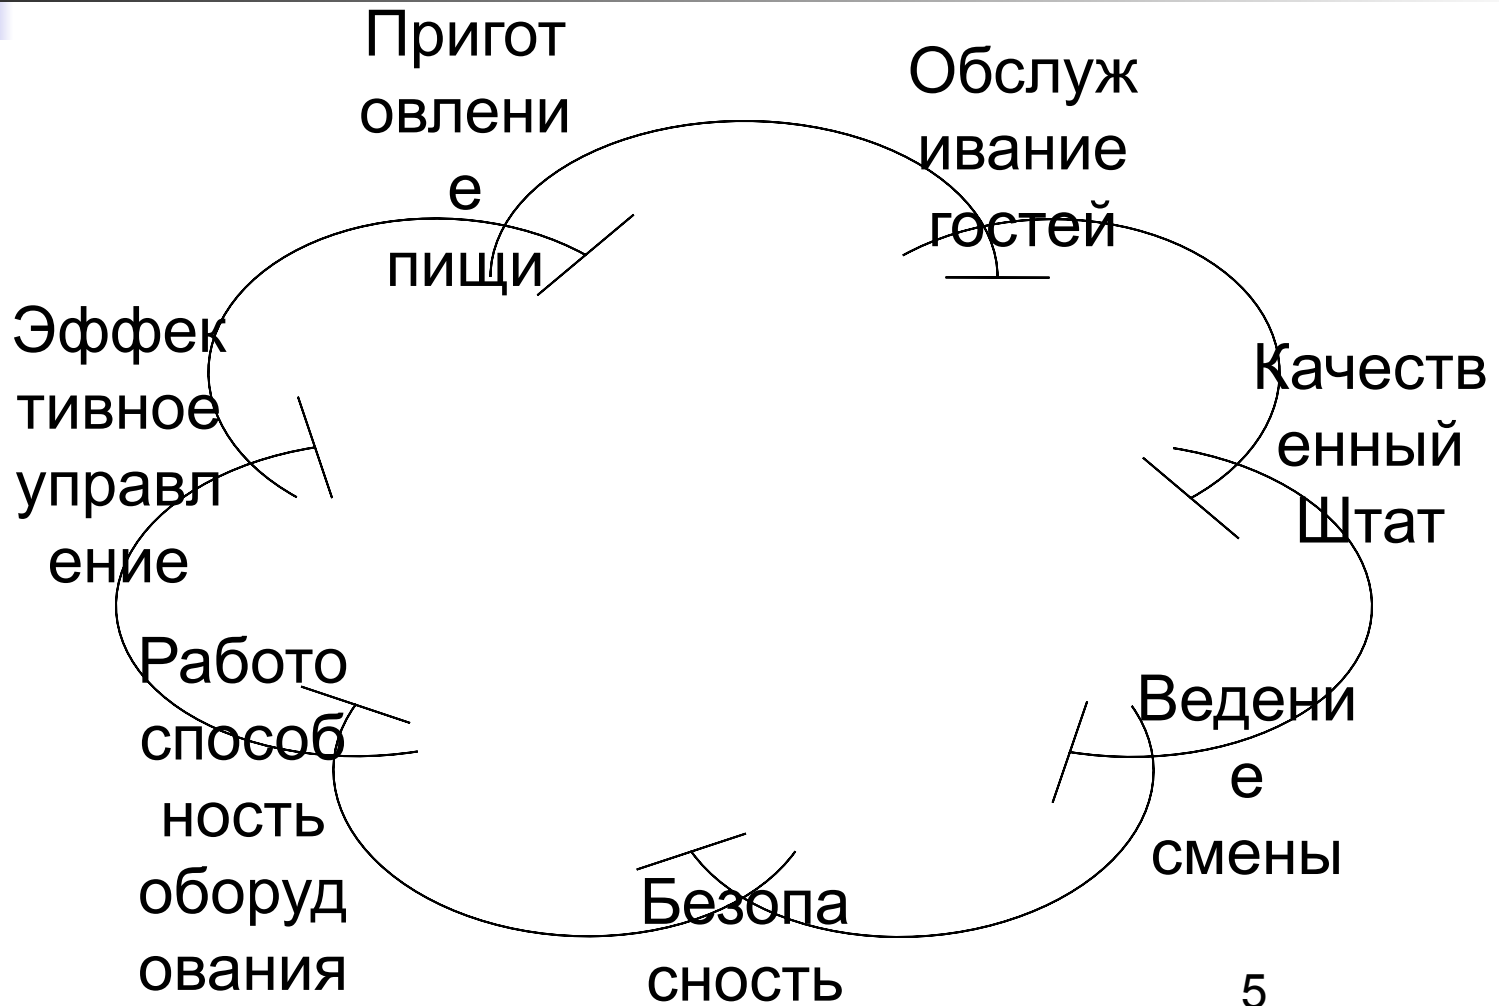 Пригот
овлени
е
пищи
Обслуж
ивание
гостей
Качеств
енный
Штат
Ведени
е
смены
Безопа
сность
Работо
способ
ность
оборуд
ования
Эффек
тивное
управл
ение
5